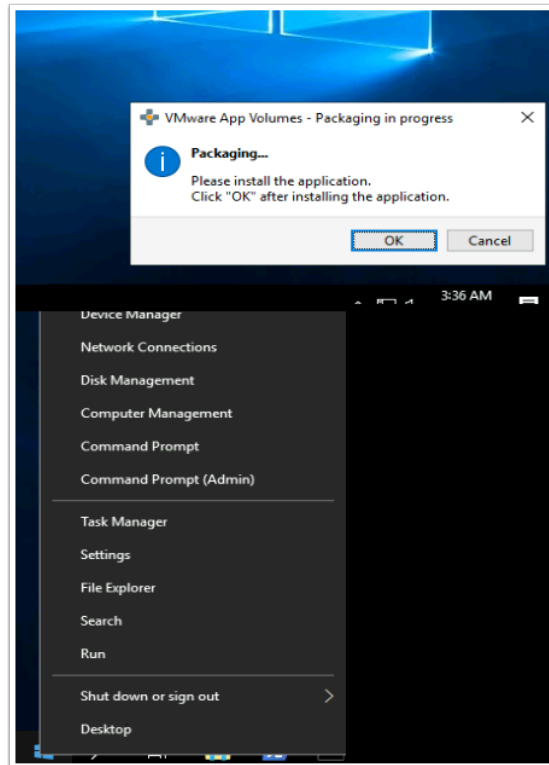 VMware App Volumes - Packaging in progress
Packaging...
Please install the application.
Click "OK" after installing the application.
OK
Cancel
3:36 AM
Device Manager
Network Connections
Disk Management
Computer Management
Command Prompt
Command Prompt (Admin)
Task Manager
Settings
File Explorer
Search
Run
Shut down or sign out
Desktop